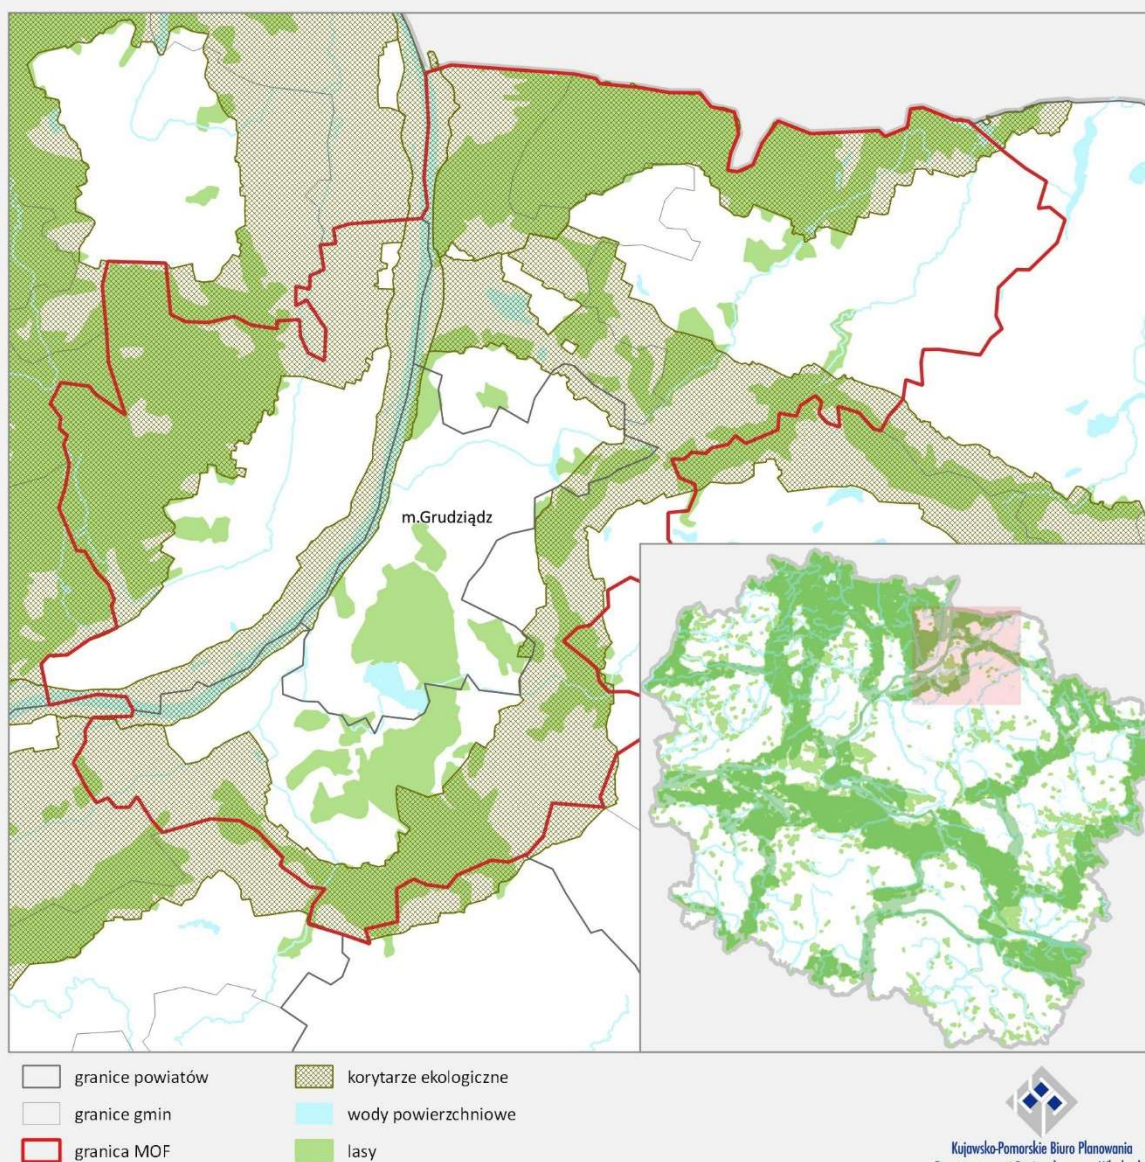 m.Grudziądz
granice powiatów
granice gmin
granica MOF
korytarze ekologiczne
wody powierzchniowe
lasy
Kujawsko-Pomorskie Biuro Planowania